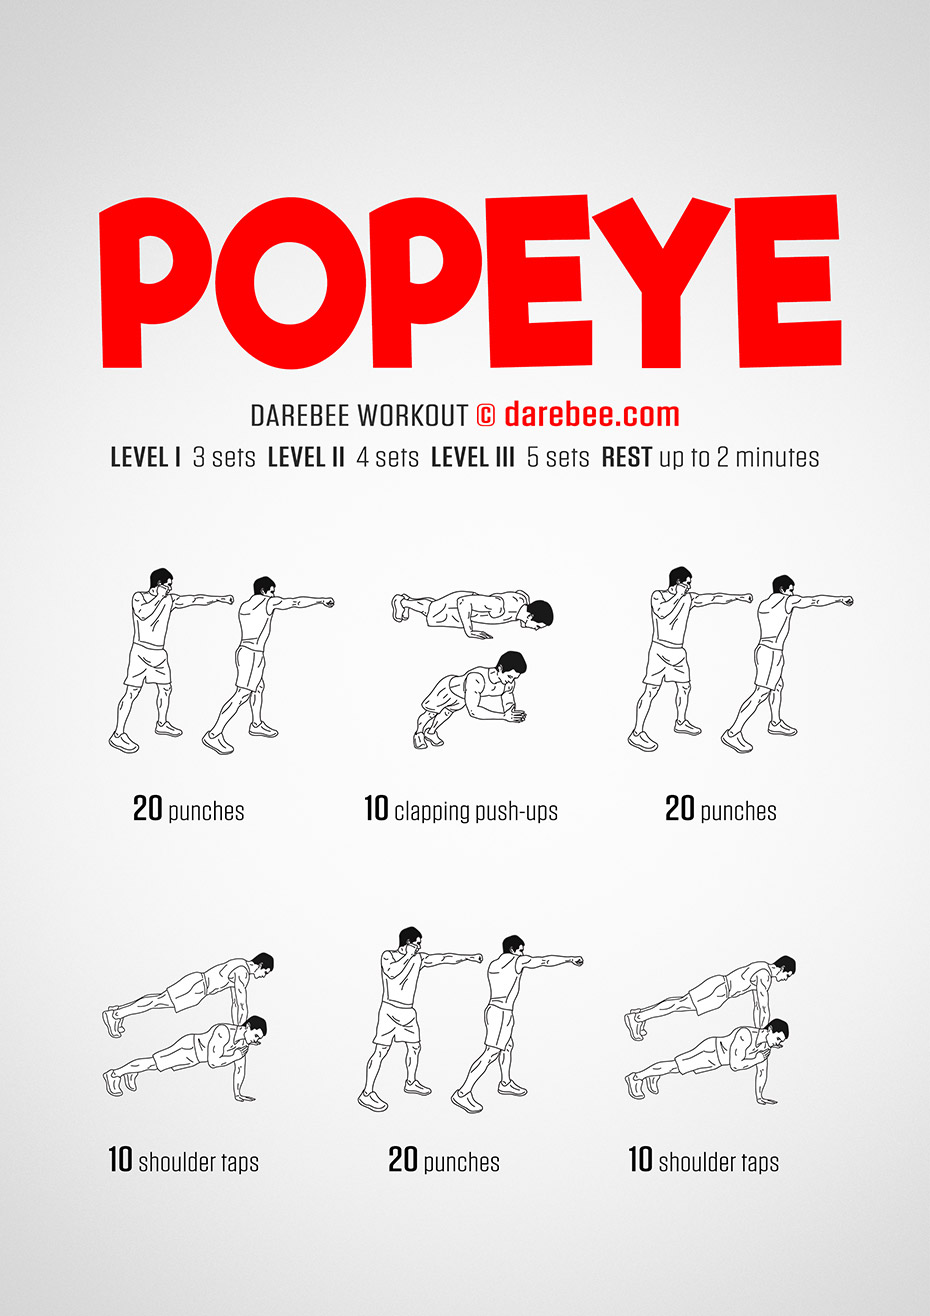 POPEYE
DAREBEE WORKOUT © darebee.com
LEVEL I 3 sets LEVEL II 4 sets LEVEL III 5 sets REST up to 2 minutes
20 punches
10 clapping push-ups
20 punches
10 shoulder taps
20 punches
10 shoulder taps